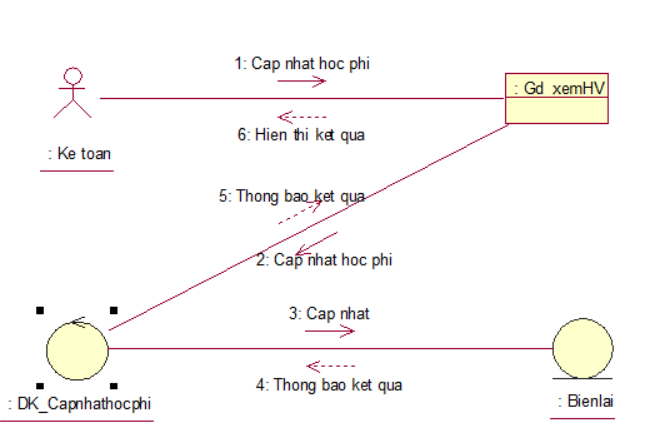 1: Cap nhat hoc phi
: Gd_xemHV
6: Hien thi ket qua
: Ke toan
5: Thong bao ket qua
2: Cap nhat hoc phi
3: Cap nhat
4: Thong bao ket qua
: DK_Capnhathocphi
: Bienlai